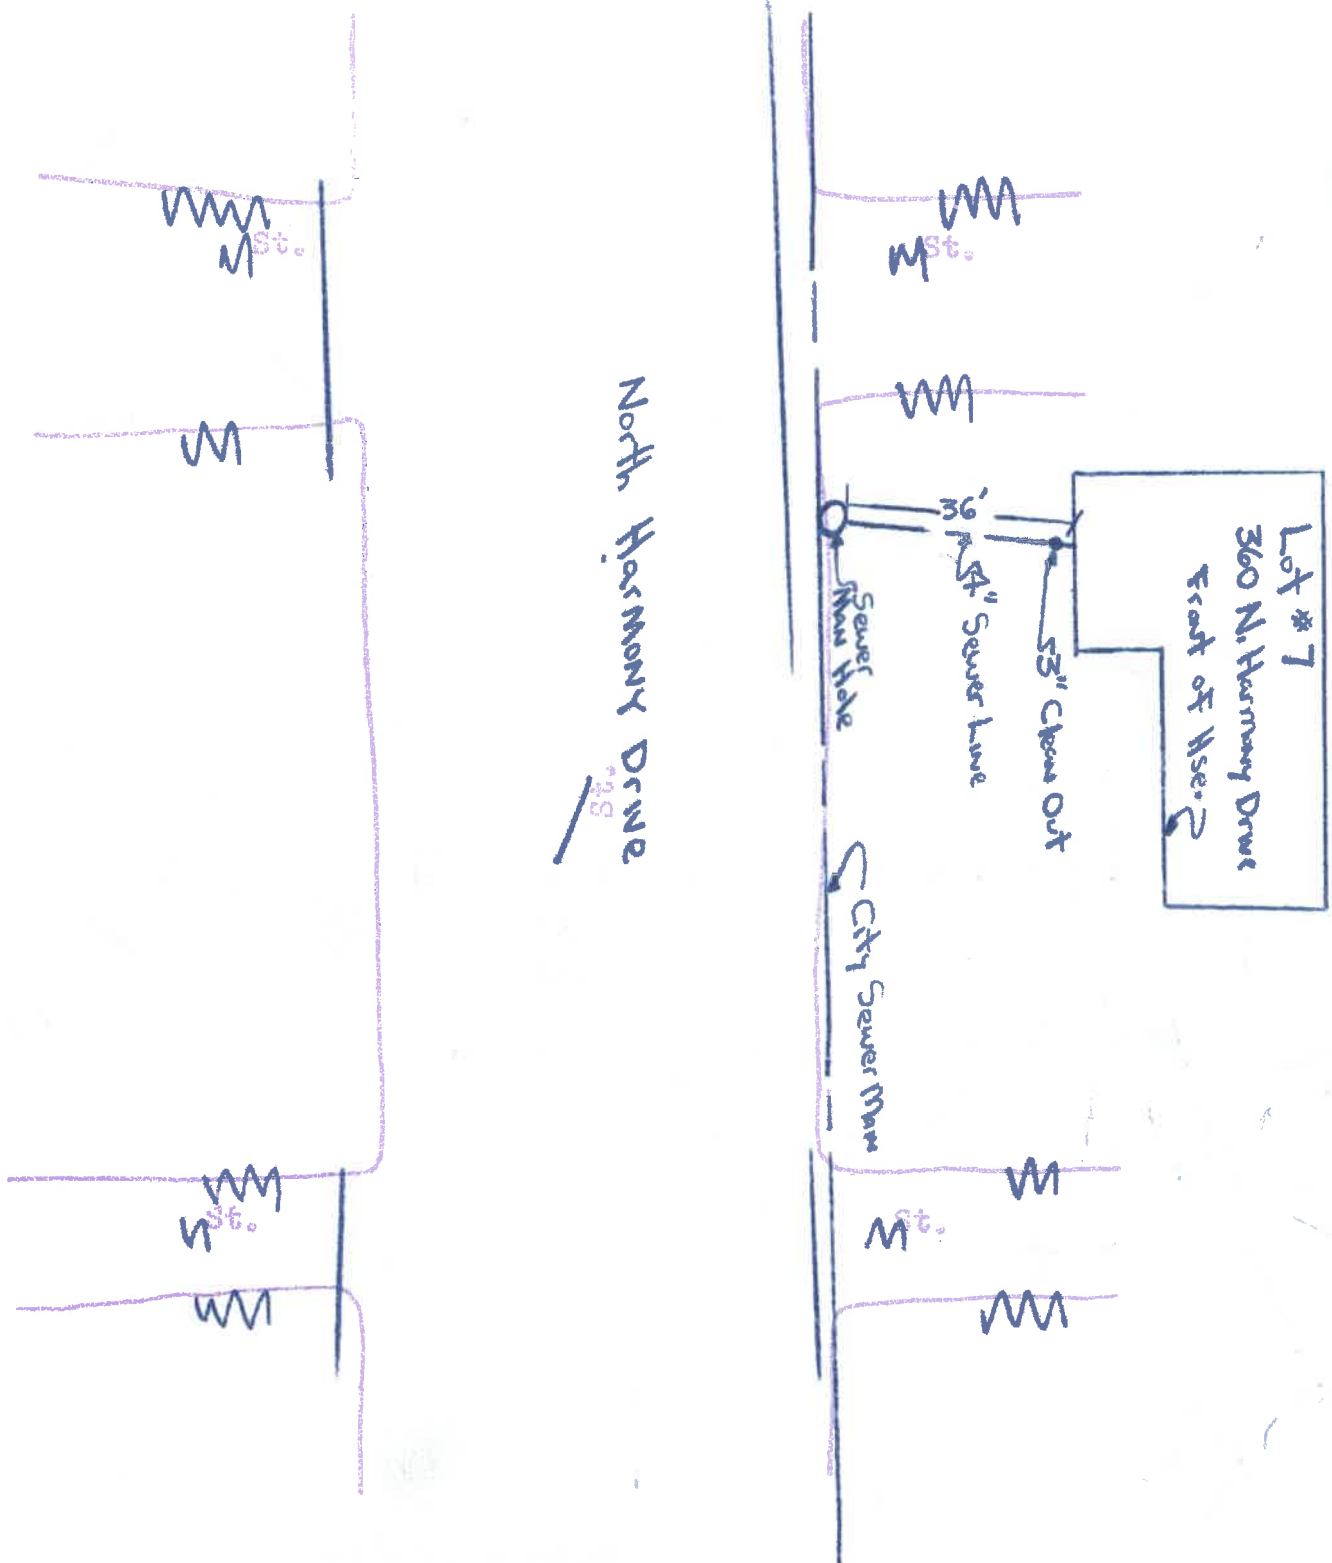 Lot # 7
360 N. Harmony Drive
Front of Hse.
36'
4" Sewer Line
53" Clean Out
Sewer
Man Hole
City Sewer Main
North Harmony Drive
St.
St.
St.
St.
St.